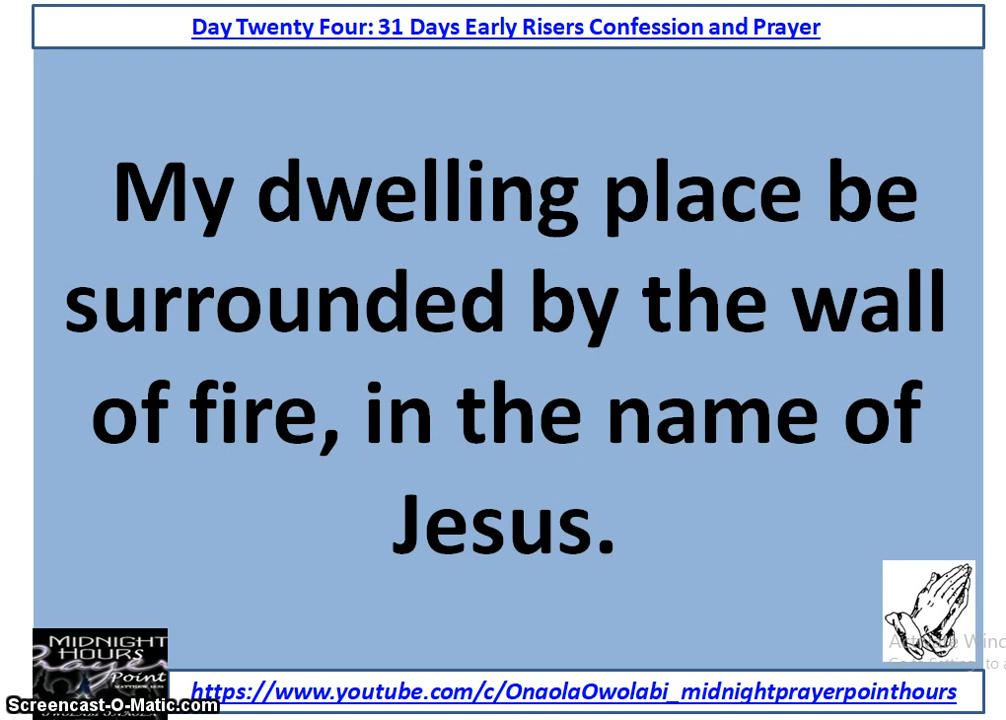 Day Twenty Four: 31 Days Early Risers Confession and Prayer
My dwelling place be
surrounded by the wall
of fire, in the name of
Jesus.
MIDNIGHT
HOURS
Prayer
Point
https://www.youtube.com/c/OnaolaOwolabi_midnightprayerpointhours
Screencast-O-Matic.com